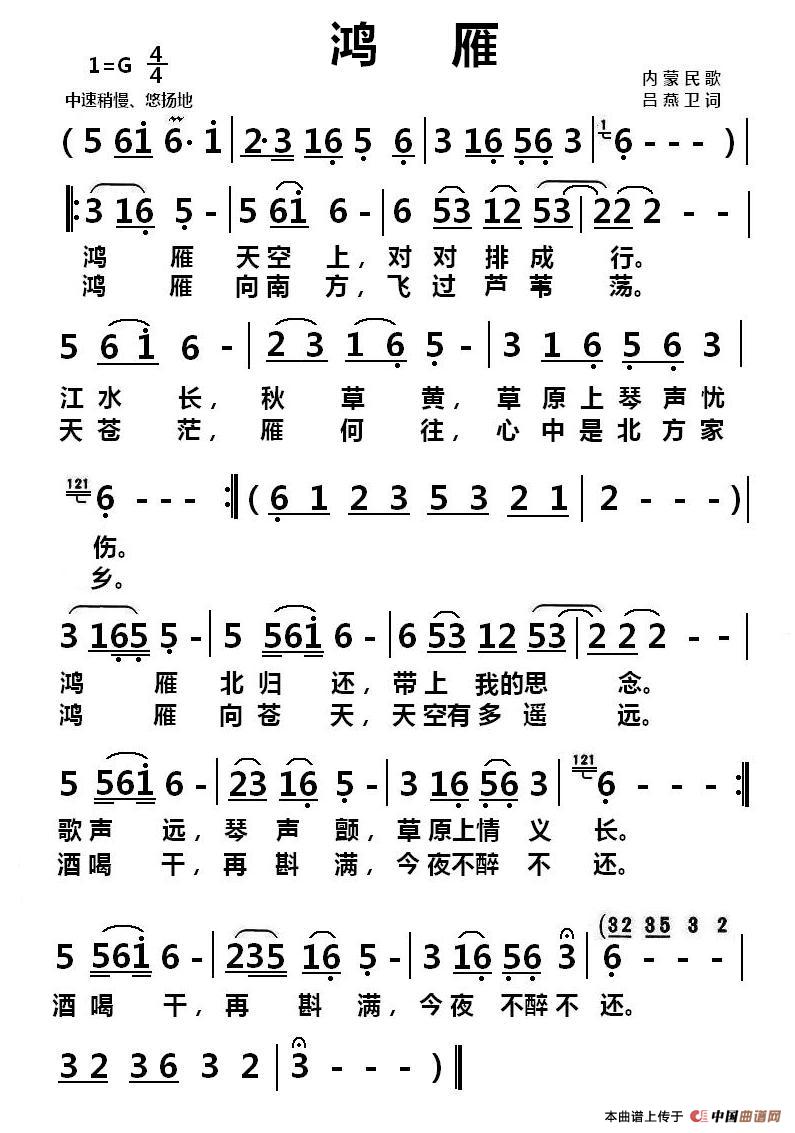 鸿 雁
1=G 4/4
中速稍慢、悠扬地
内蒙民歌
吕燕卫词
( 5 61 6· 1 | 2·3 16 5 6 | 3 16 56 3 | 1 6 - - - )
3 16 5 - | 5 61 6 - | 6 53 12 53 | 22 2 - -
鸿 雁 天空 上，对 对 排 成 行。
鸿 雁 向南 方，飞 过 芦 苇 荡。
5 6 1 6 - | 2 3 1 6 5 - | 3 1 6 5 6 3
江水 长，秋 草 黄，草原上琴声忧
天苍 茫，雁 何 往，心中是北方家
121 6 - - - :| ( 6 1 2 3 5 3 2 1 | 2 - - - )
伤。
乡。
3 165 5 - | 5 561 6 - | 6 53 12 53 | 2 2 2 - -
鸿 雁 北归 还，带上 我的思 念。
鸿 雁 向苍 天，天空有多遥 远。
5 561 6 - | 23 16 5 - | 3 16 56 3 | 121 6 - - - :|
歌声 远，琴声 颤，草原上情 义 长。
酒喝 干，再斟 满，今夜不醉 不 还。
(32 35 3 2
5 561 6 - | 235 16 5 - | 3 16 56 3 | 6 - - -
酒喝 干，再 斟 满，今夜 不醉不 还。
3 2 3 6 3 2 | 3 - - - )
本曲谱上传于 中国曲谱网